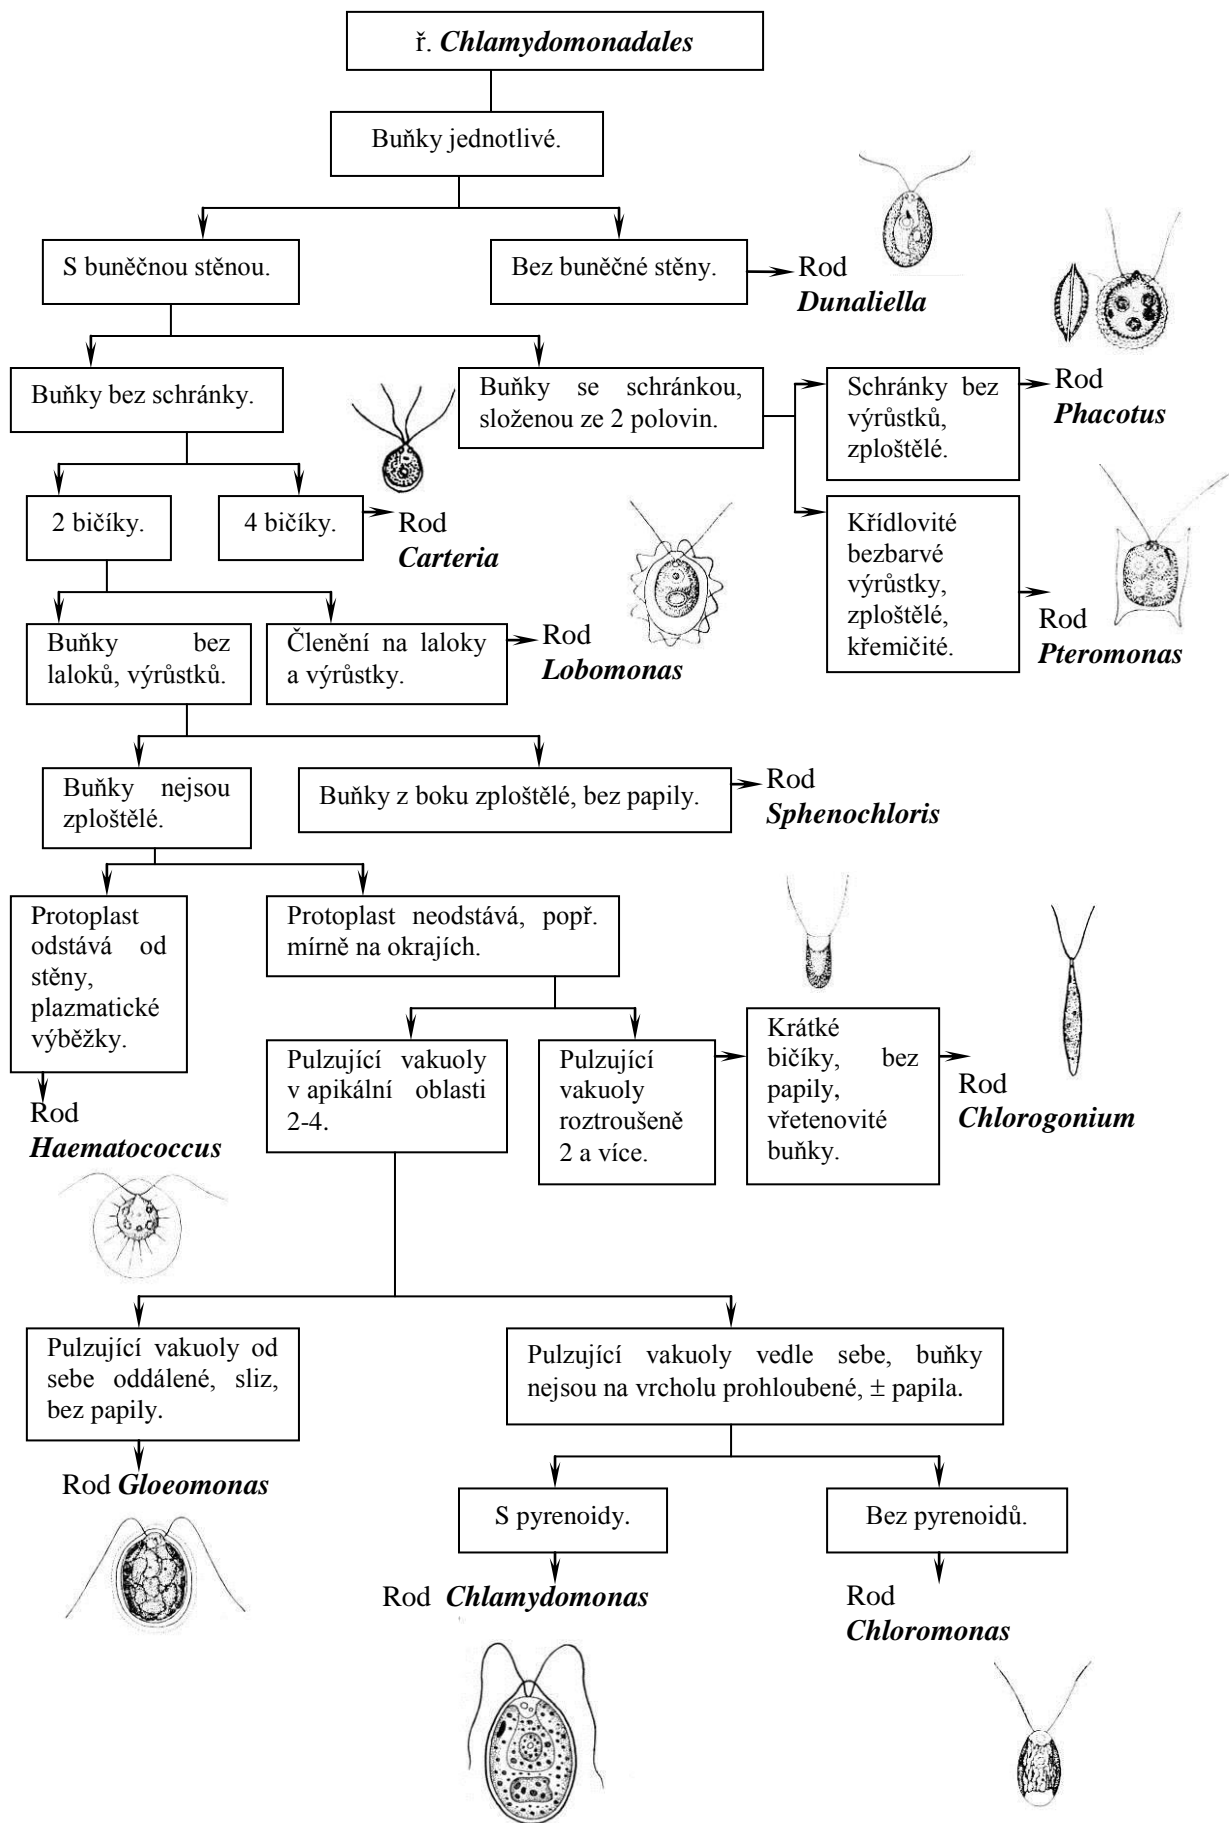 ř. Chlamydomonadales
Buňky jednotlivé.
S buněčnou stěnou.
Bez buněčné stěny.
Rod
Dunaliella
Buňky bez schránky.
Buňky se schránkou,
složenou ze 2 polovin.
Schránky bez
výrůstků,
zploštělé.
Rod
Phacotus
2 bičíky.
4 bičíky.
Rod
Carteria
Křídlovité
bezbarvé
výrůstky,
zploštělé,
křemičité.
Rod
Pteromonas
Buňky bez
laloků, výrůstků.
Členění na laloky
a výrůstky.
Rod
Lobomonas
Buňky nejsou
zploštělé.
Buňky z boku zploštělé, bez papily.
Rod
Sphenochloris
Protoplast
odstává od
stěny,
plazmatické
výběžky.
Rod
Haematococcus
Protoplast neodstává, popř.
mírně na okrajích.
Pulzující vakuoly
v apikální oblasti
2-4.
Pulzující
vakuoly
roztroušeně
2 a více.
Krátké
bičíky, bez
papily,
vřetenovité
buňky.
Rod
Chlorogonium
Pulzující vakuoly od
sebe oddálené, sliz,
bez papily.
Rod Gloeomonas
Pulzující vakuoly vedle sebe, buňky
nejsou na vrcholu prohloubené, ± papila.
S pyrenoidy.
Bez pyrenoidů.
Rod Chlamydomonas
Rod
Chloromonas